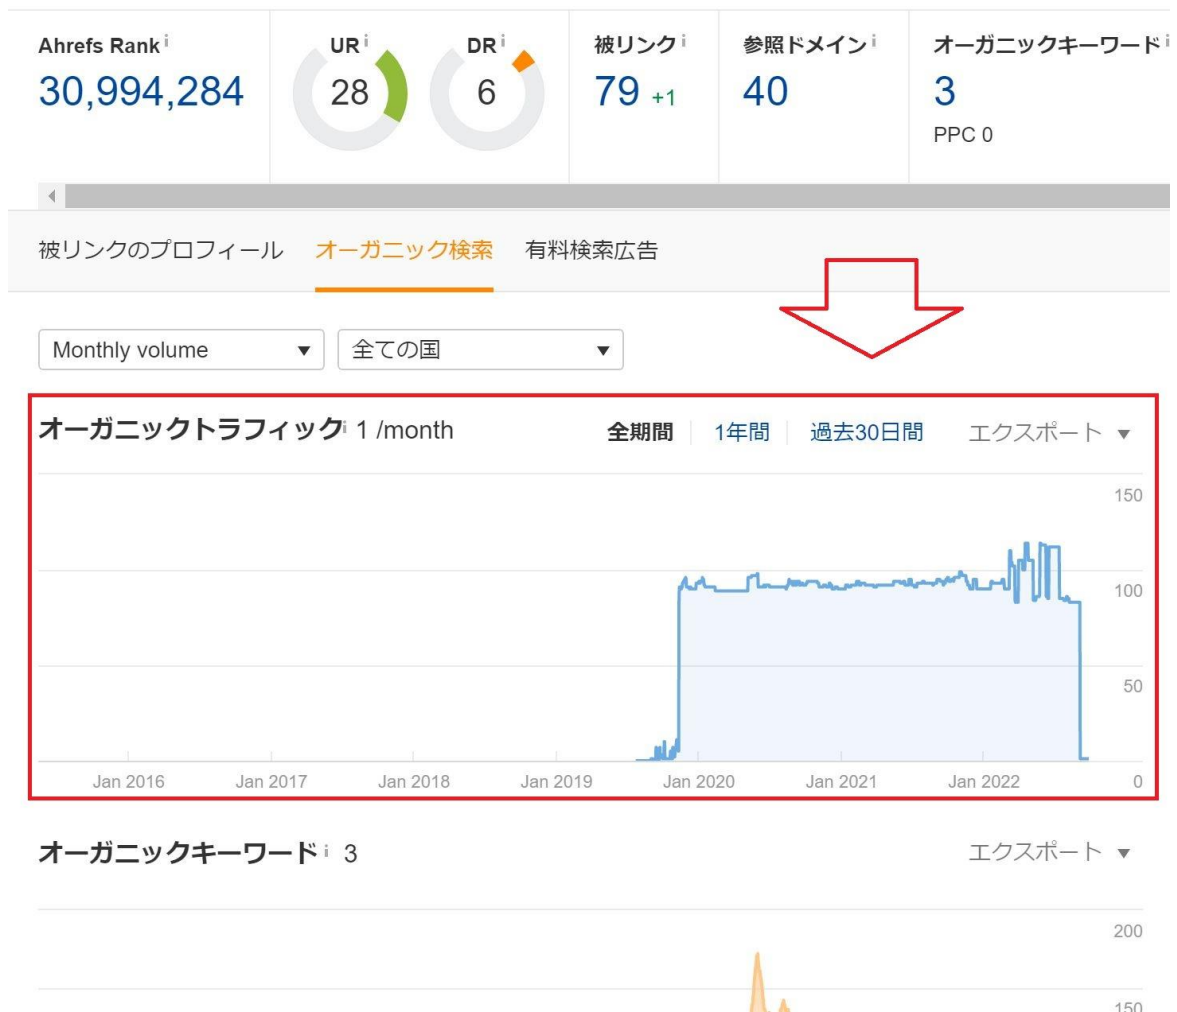 Ahrefs Rank i
UR i
DR i
被リンク i
参照ドメイン i
オーガニックキーワード i
30,994,284
28
6
79 +1
40
3
PPC 0
被リンクのプロフィール オーガニック検索 有料検索広告
Monthly volume ▼ 全ての国 ▼
オーガニックトラフィック i 1 /month 全期間 1年間 過去30日間 エクスポート ▼
150
100
50
Jan 2016 Jan 2017 Jan 2018 Jan 2019 Jan 2020 Jan 2021 Jan 2022 0
オーガニックキーワード i 3 エクスポート ▼
200
150